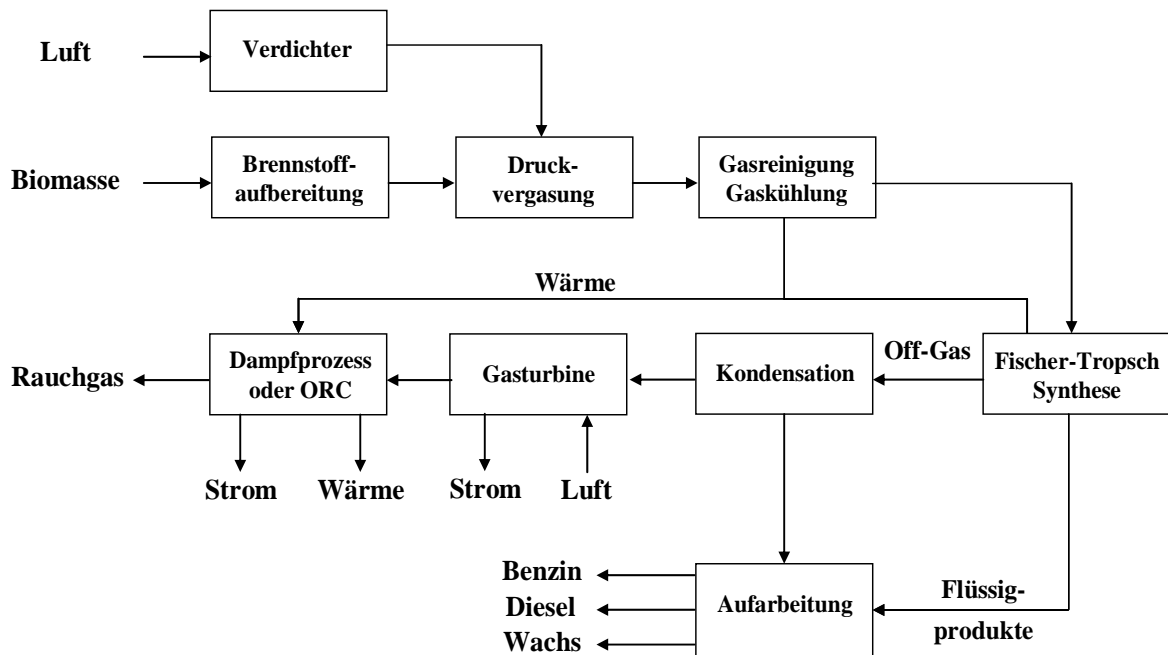 Luft
Verdichter
Biomasse
Brennstoff-
aufbereitung
Druck-
vergasung
Gasreinigung
Gaskühlung
Wärme
Rauchgas
Dampfprozess
oder ORC
Gasturbine
Kondensation
Off-Gas
Fischer-Tropsch
Synthese
Strom
Wärme
Strom
Luft
Benzin
Diesel
Wachs
Aufarbeitung
Flüssig-
produkte